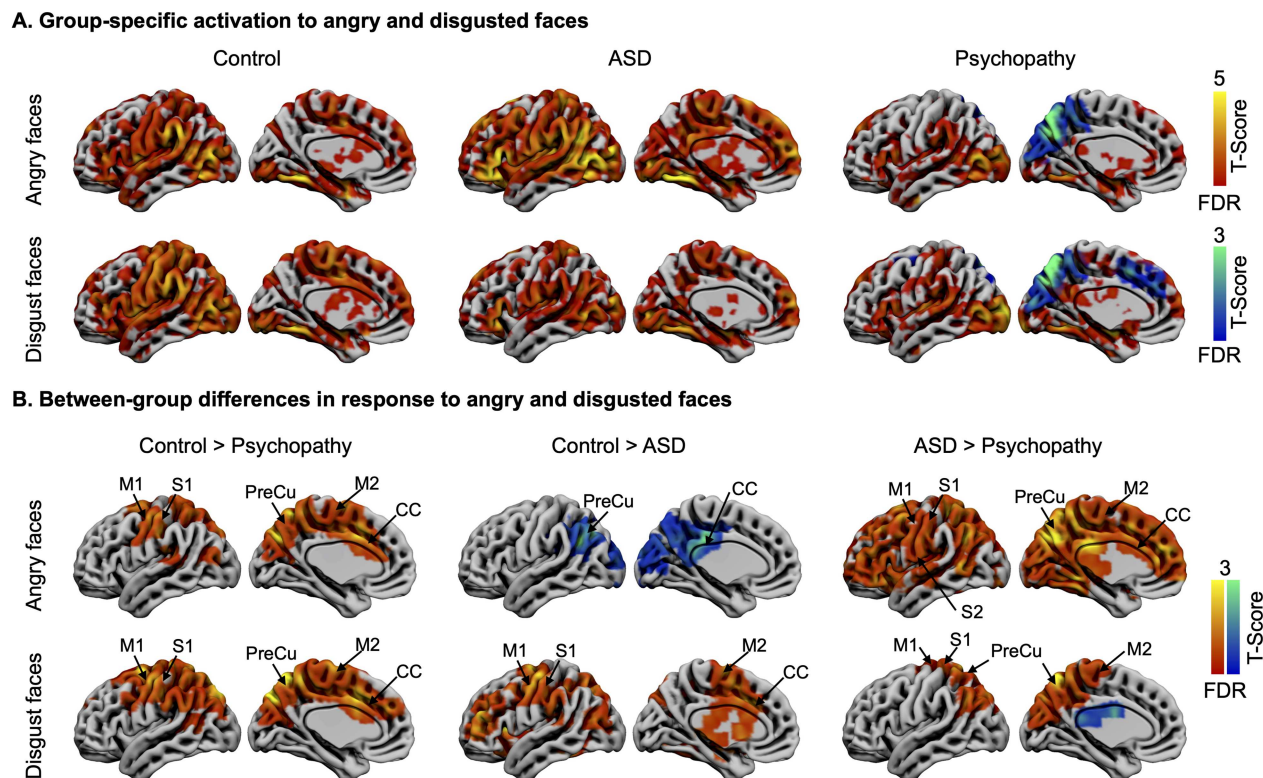 A. Group-specific activation to angry and disgusted faces
Control ASD Psychopathy
Angry faces
5
T-Score
FDR
Disgust faces
3
T-Score
FDR
B. Between-group differences in response to angry and disgusted faces
Control > Psychopathy Control > ASD ASD > Psychopathy
Angry faces
M1 S1 PreCu M2 CC
PreCu CC
M1 S1 PreCu M2 CC
S2
3
T-Score
FDR
Disgust faces
M1 S1 PreCu M2 CC
M1 S1 M2 CC
M1 S1 PreCu M2